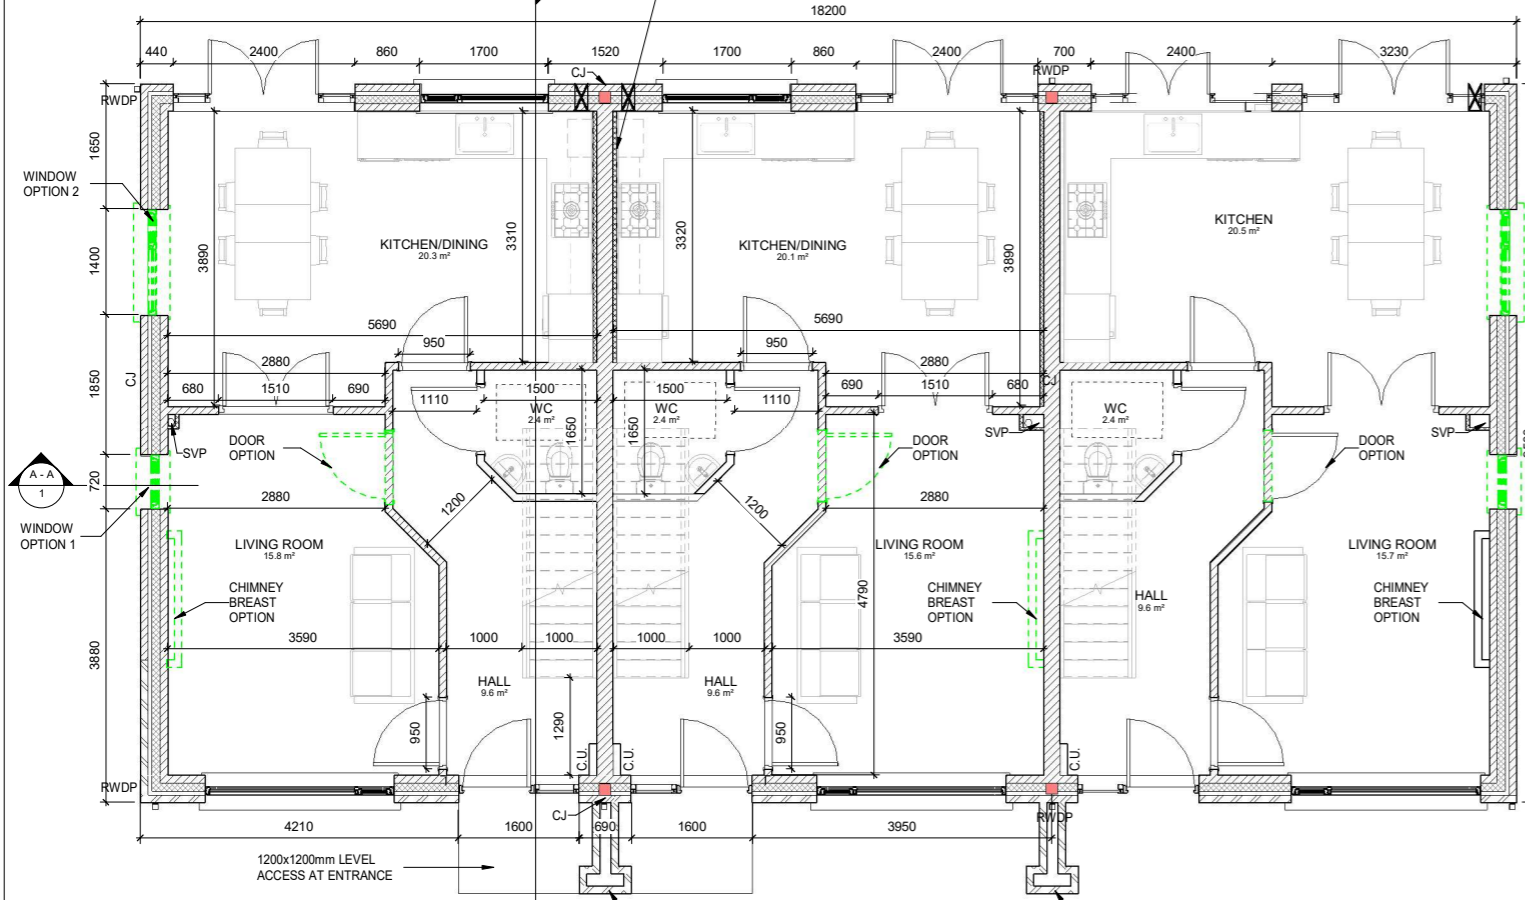 18200
440
2400
860
1700
1520
1700
860
2400
700
2400
3230
CJ
RWDP
RWDP
1650
WINDOW
OPTION 2
1400
3890
KITCHEN/DINING
20.3 m²
3310
3320
KITCHEN/DINING
20.1 m²
3890
KITCHEN
20.5 m²
5690
5690
950
950
2880
2880
CJ
1850
680
1510
690
1500
1500
690
1510
680
CJ
1110
1110
WC
2.4 m²
WC
2.4 m²
WC
2.4 m²
1650
1650
SVP
DOOR
OPTION
DOOR
OPTION
SVP
DOOR
OPTION
SVP
A - A
1
720
2880
1200
1200
2880
WINDOW
OPTION 1
LIVING ROOM
15.8 m²
LIVING ROOM
15.6 m²
LIVING ROOM
15.7 m²
CHIMNEY
BREAST
OPTION
4790
CHIMNEY
BREAST
OPTION
HALL
9.6 m²
CHIMNEY
BREAST
OPTION
3880
3590
1000
1000
1000
1000
3590
HALL
9.6 m²
HALL
9.6 m²
950
1290
950
C.U.
C.U.
C.U.
RWDP
CJ
RWDP
4210
1600
690
1600
3950
1200x1200mm LEVEL
ACCESS AT ENTRANCE